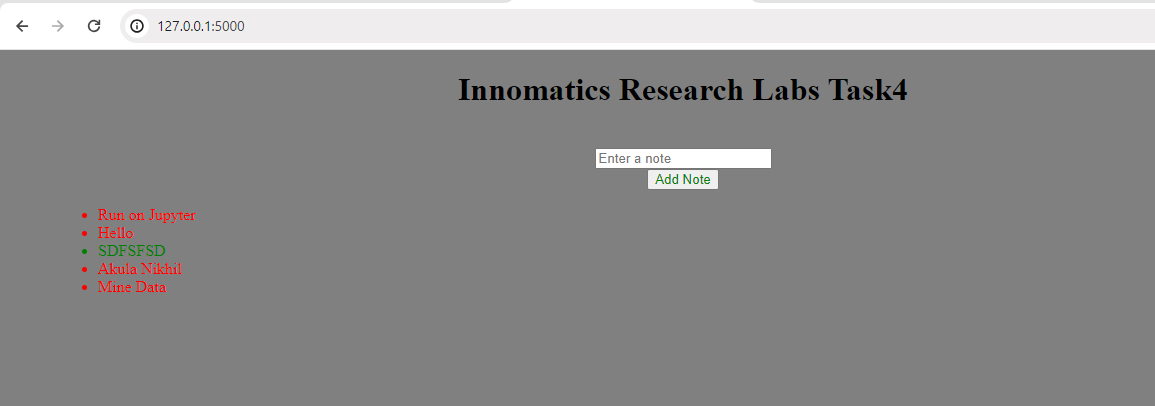 127.0.0.1:5000
Innomatics Research Labs Task4
Enter a note
Add Note
Run on Jupyter
Hello
SDFSFSD
Akula Nikhil
Mine Data